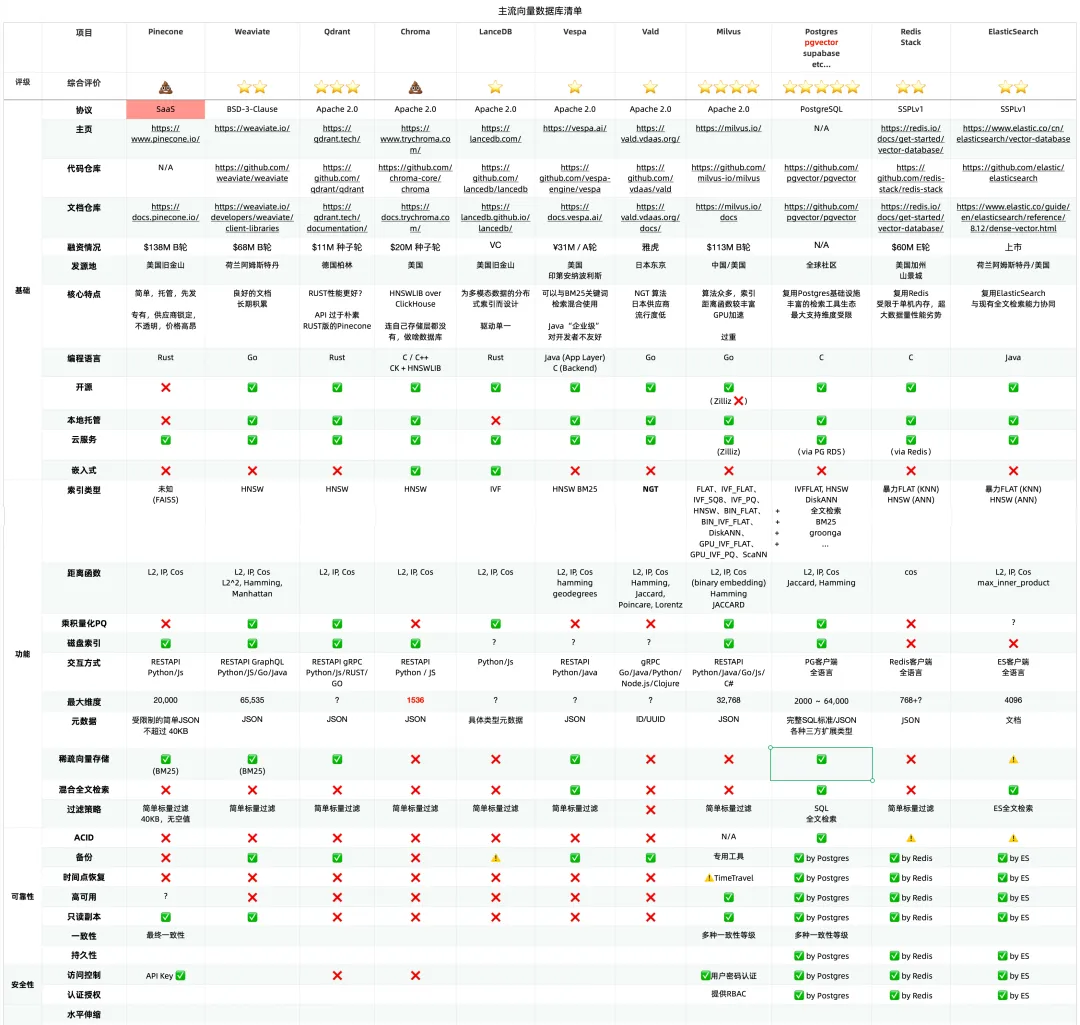 主流向量数据库清单
项目 Pinecone Weaviate Qdrant Chroma LanceDB Vespa Vald Milvus Postgres Redis ElasticSearch
pgvector Stack
supabase
etc...
评级 综合评价 💩 ⭐⭐ ⭐⭐⭐ 💩 ⭐ ⭐ ⭐ ⭐⭐⭐⭐ ⭐⭐⭐⭐⭐ ⭐⭐ ⭐⭐
基础
协议 SaaS BSD-3-Clause Apache 2.0 Apache 2.0 Apache 2.0 Apache 2.0 Apache 2.0 Apache 2.0 PostgreSQL SSPLv1 SSPLv1
主页 https:// https://weaviate.io/ https:// https:// https:// https://vespa.ai/ https:// https://milvus.io/ N/A https://redis.io/ https://www.elastic.co/cn/
www.pinecone.io/ qdrant.tech/ www.trychroma.co lancedb.com/ vald.vdaas.org/ docs/get-started/ elasticsearch/vector-database
m/ vector-database/
代码仓库 N/A https://github.com/ https://github.com/ https://github.com/ https:// https:// https:// https://github.com/ https://github.com/ https:// https://github.com/elastic/
weaviate/weaviate qdrant/qdrant chroma-core/ github.com/ github.com/vespa- github.com/ milvus-io/milvus pgvector/pgvector github.com/redis- elasticsearch
chroma lancedb/lancedb engine/vespa vdaas/vald stack/redis-stack
文档仓库 https:// https://weaviate.io/ https:// https:// https:// https:// https:// https://milvus.io/ https://github.com/ https://redis.io/ https://www.elastic.co/guide/
docs.pinecone.io/ developers/weaviate/ qdrant.tech/ docs.trychroma.co lancedb.github.io/ docs.vespa.ai/ vald.vdaas.org/ docs pgvector/pgvector docs/get-started/ en/elasticsearch/reference/
client-libraries documentation/ m/ lancedb/ docs/ vector-database/ 8.12/dense-vector.html
融资情况 $138M B轮 $68M B轮 $11M 种子轮 $20M 种子轮 VC ¥31M / A轮 雅虎 $113M B轮 N/A $60M E轮 上市
发源地 美国旧金山 荷兰阿姆斯特丹 德国柏林 美国 美国旧金山 美国 日本东京 中国/美国 全球社区 美国加州 荷兰阿姆斯特丹/美国
印第安纳波利斯 山景城
核心特点 简单，托管，先发 良好的文档 RUST性能更好？ HNSWLIB over 为多模态数据的分布 可以与BM25关键词 NGT 算法 算法众多，索引 复用Postgres基础设施 复用Redis 复用ElasticSearch
长期积累 ClickHouse 式索引而设计 检索混合使用 日本供应商 距离函数较丰富 丰富的检索工具生态 受限于单机内存，超 与现有全文检索能力协同
专有，供应商锁定， API 过于朴素 流行度低 GPU加速 最大支持维度受限 大数据量性能劣势
不透明，价格高昂 RUST版的Pinecone 连自己存储层都没 驱动单一 Java “企业级”
有，做啥数据库 对开发者不友好 过重
编程语言 Rust Go Rust C / C++ Rust Java (App Layer) Go Go C C Java
CK + HNSWLIB C (Backend)
开源 ❌ ✅ ✅ ✅ ✅ ✅ ✅ ✅ ✅ ✅ ✅
(Zilliz ❌)
本地托管 ❌ ✅ ✅ ✅ ❌ ✅ ✅ ✅ ✅ ✅ ✅
云服务 ✅ ✅ ✅ ✅ ✅ ✅ ✅ ✅ ✅ ✅ ✅
(Zilliz) (via PG RDS) (via Redis)
嵌入式 ❌ ❌ ❌ ✅ ✅ ❌ ❌ ❌ ❌ ❌ ❌
功能
索引类型 未知 HNSW HNSW HNSW IVF HNSW BM25 NGT FLAT、IVF_FLAT、 IVFFLAT, HNSW 暴力FLAT (KNN) 暴力FLAT (KNN)
(FAISS) IVF_SQ8、IVF_PQ、 DiskANN HNSW (ANN) HNSW (ANN)
HNSW、BIN_FLAT、 + 全文检索
BIN_IVF_FLAT、 + BM25
DiskANN、 + groonga
GPU_IVF_FLAT、 + ...
GPU_IVF_PQ、ScaNN
距离函数 L2, IP, Cos L2, IP, Cos L2, IP, Cos L2, IP, Cos L2, IP, Cos L2, IP, Cos L2, IP, Cos L2, IP, Cos L2, IP, Cos cos L2, IP, Cos
L2^2, Hamming, hamming Hamming, (binary embedding) Jaccard, Hamming max_inner_product
Manhattan geodegrees Jaccard, Hamming
Poincare, Lorentz JACCARD
乘积量化PQ ❌ ✅ ✅ ❌ ✅ ❌ ❌ ✅ ✅ ❌ ?
磁盘索引 ✅ ✅ ✅ ✅ ? ? ? ✅ ✅ ❌ ❌
交互方式 RESTAPI RESTAPI GraphQL RESTAPI gRPC RESTAPI Python/Js RESTAPI gRPC RESTAPI PG客户端 Redis客户端 ES客户端
Python/Js Python/JS/Go/Java Python/Js/RUST/ Python / JS Python/Java Go/Java/Python/ Python/Java/Go/Js/ 全语言 全语言 全语言
GO Node.js/Clojure C#
最大维度 20,000 65,535 ? 1536 ? ? ? 32,768 2000 ~ 64,000 768+? 4096
元数据 受限制的简单JSON JSON JSON JSON 具体类型元数据 JSON ID/UUID JSON 完整SQL标准/JSON JSON 文档
不超过 40KB 各种三方扩展类型
稀疏向量存储 ✅ ✅ ✅ ❌ ❌ ✅ ❌ ❌ ✅ ❌ ⚠️
(BM25) (BM25)
混合全文检索 ❌ ❌ ❌ ❌ ❌ ✅ ❌ ❌ ✅ ❌ ✅
过滤策略 简单标量过滤 简单标量过滤 简单标量过滤 简单标量过滤 简单标量过滤 简单标量过滤 ❌ 简单标量过滤 SQL 简单标量过滤 ES全文检索
40KB，无空值 全文检索
可靠性
ACID ❌ ❌ ❌ ❌ ❌ ❌ ❌ N/A ✅ ⚠️ ⚠️
备份 ❌ ✅ ✅ ❌ ⚠️ ✅ ✅ 专用工具 ✅ by Postgres ✅ by Redis ✅ by ES
时间点恢复 ❌ ❌ ❌ ❌ ❌ ❌ ❌ ⚠️TimeTravel ✅ by Postgres ✅ by Redis ✅ by ES
高可用 ? ❌ ❌ ❌ ❌ ❌ ❌ ✅ ✅ by Postgres ✅ by Redis ✅ by ES
只读副本 ✅ ✅ ❌ ❌ ❌ ❌ ❌ ✅ ✅ by Postgres ✅ by Redis ✅ by ES
一致性 最终一致性 多种一致性等级 多种一致性等级
持久性 ✅ by Postgres ✅ by Redis ✅ by ES
安全性
访问控制 API Key ✅ ❌ ❌ ✅用户密码认证 ✅ by Postgres ✅ by Redis ✅ by ES
认证授权 提供RBAC ✅ by Postgres ✅ by Redis ✅ by ES
水平伸缩